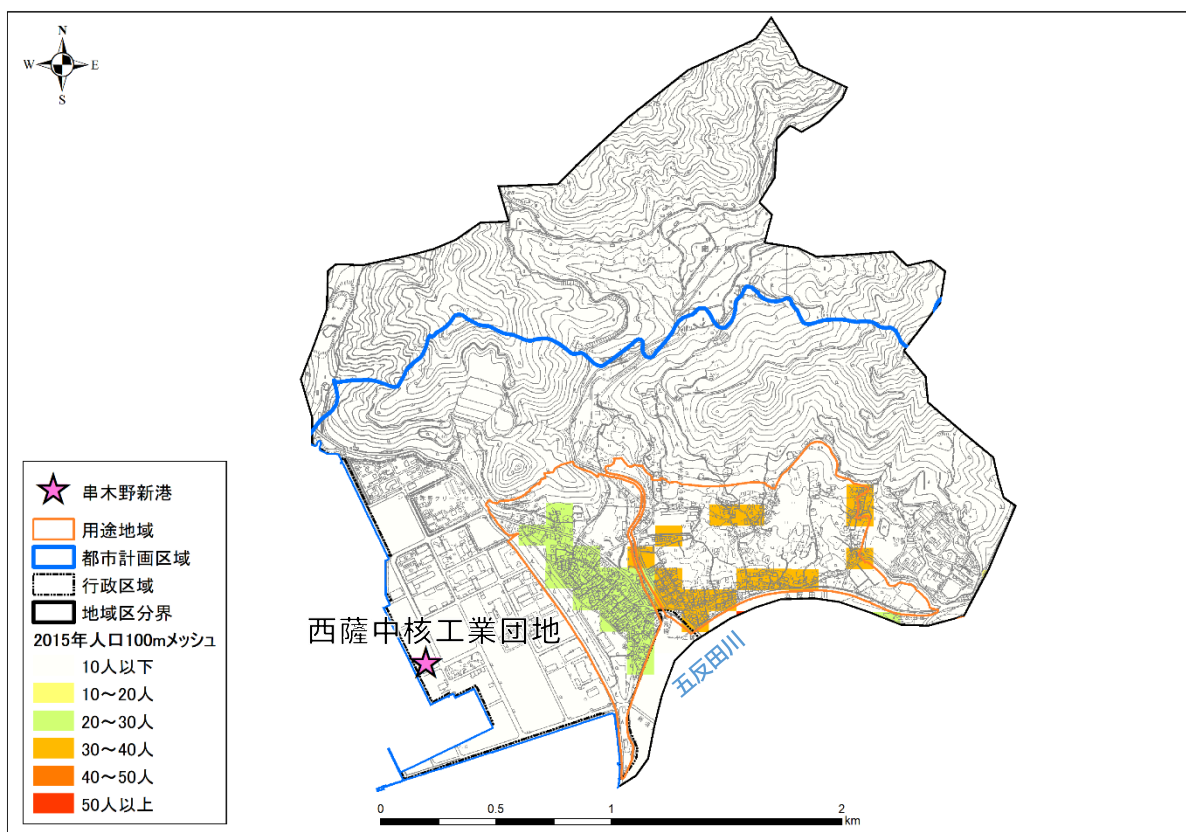 N
W
E
S
串木野新港
用途地域
都市計画区域
行政区域
地域区分界
2015年人口100mメッシュ
10人以下
10～20人
20～30人
30～40人
40～50人
50人以上
西薩中核工業団地
五反田川
0
0.5
1
2
km